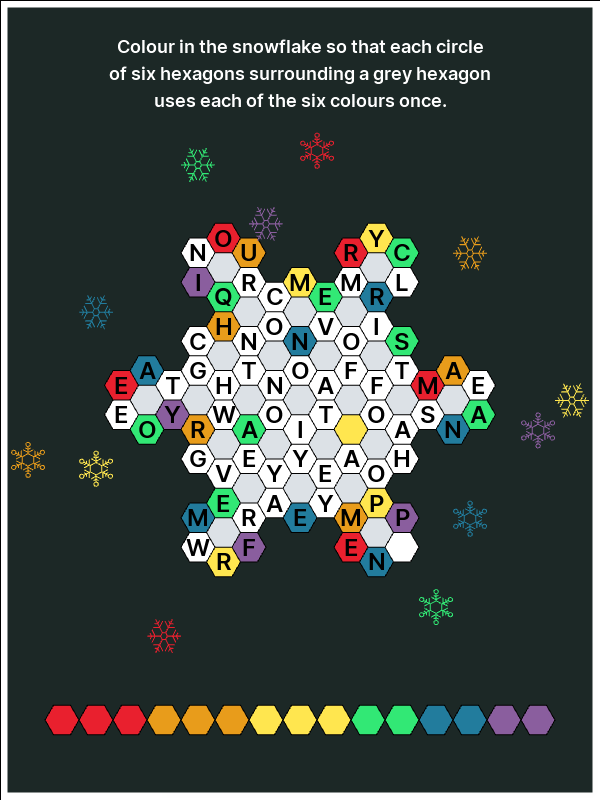 Colour in the snowflake so that each circle
of six hexagons surrounding a grey hexagon
uses each of the six colours once.
O Y
N U R C
I R M M L
Q C E R
H O V I
C N N O S
A G T O F T A
E T H N A F M E
E Y W O T O S A
O R A I A N
G E Y A H
V Y E O
E A Y P
M R E M P
W F E
R N